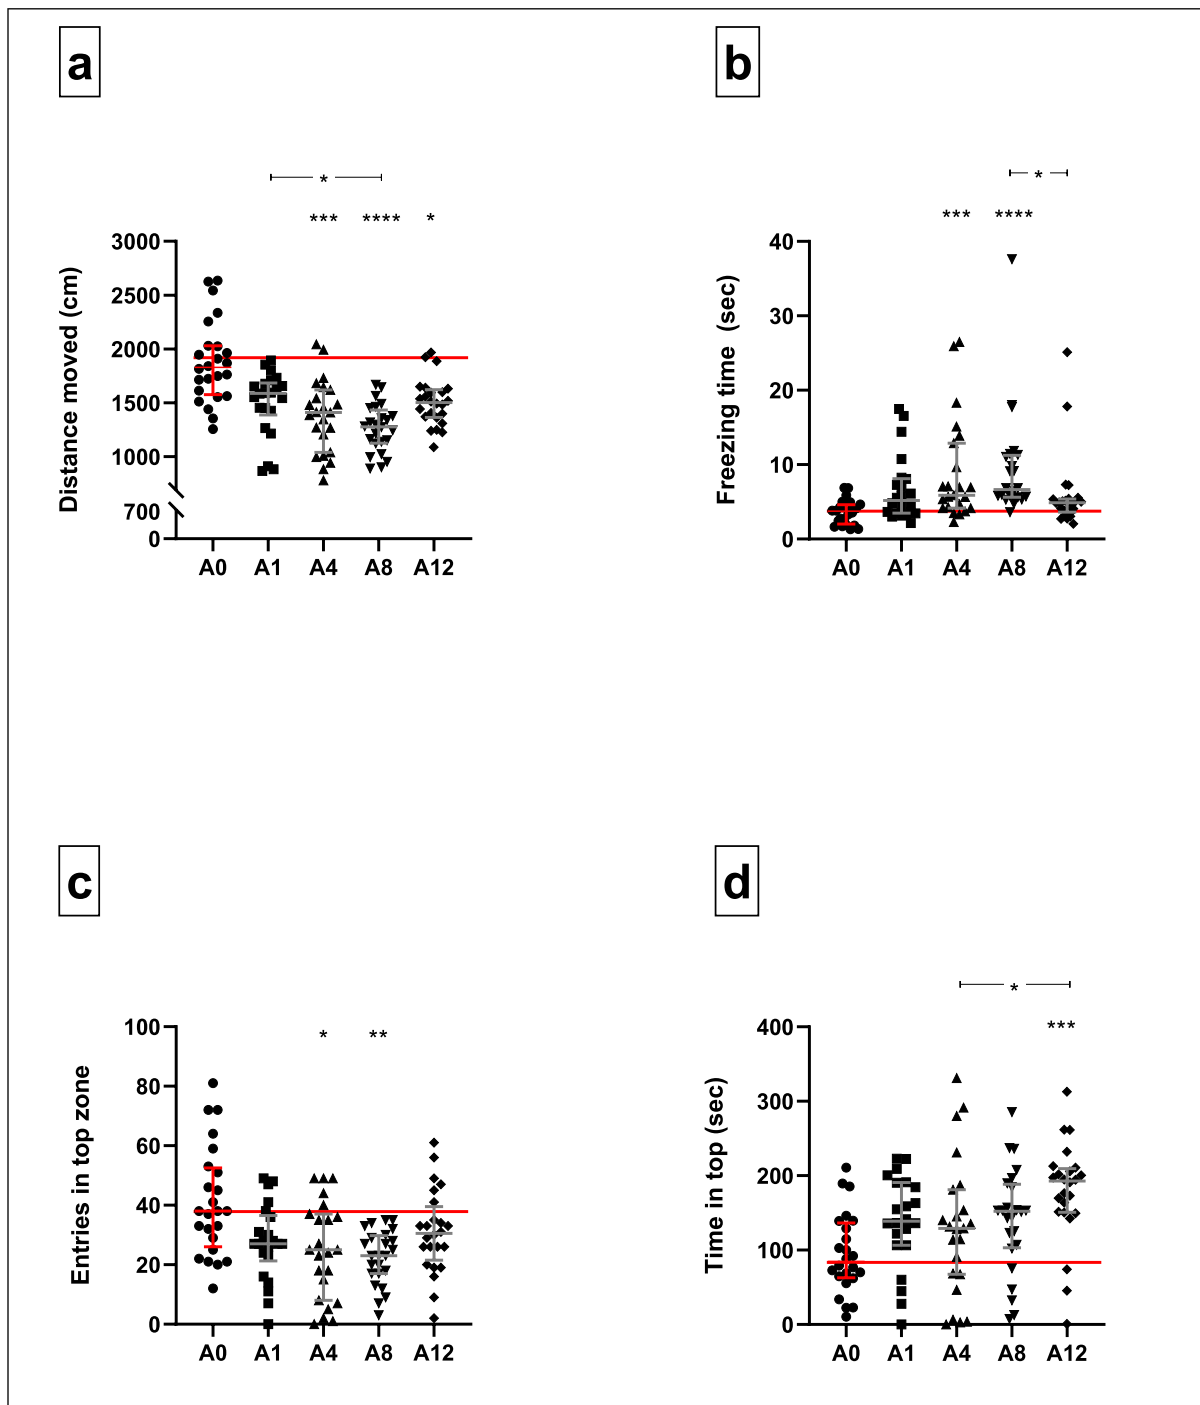 a
*
*** **** *
3000
2500
2000
1500
1000
700
0
Distance moved (cm)
A0 A1 A4 A8 A12
b
*
*** ****
40
30
20
10
0
Freezing time (sec)
A0 A1 A4 A8 A12
c
* **
100
80
60
40
20
0
Entries in top zone
A0 A1 A4 A8 A12
d
*
***
400
300
200
100
0
Time in top (sec)
A0 A1 A4 A8 A12